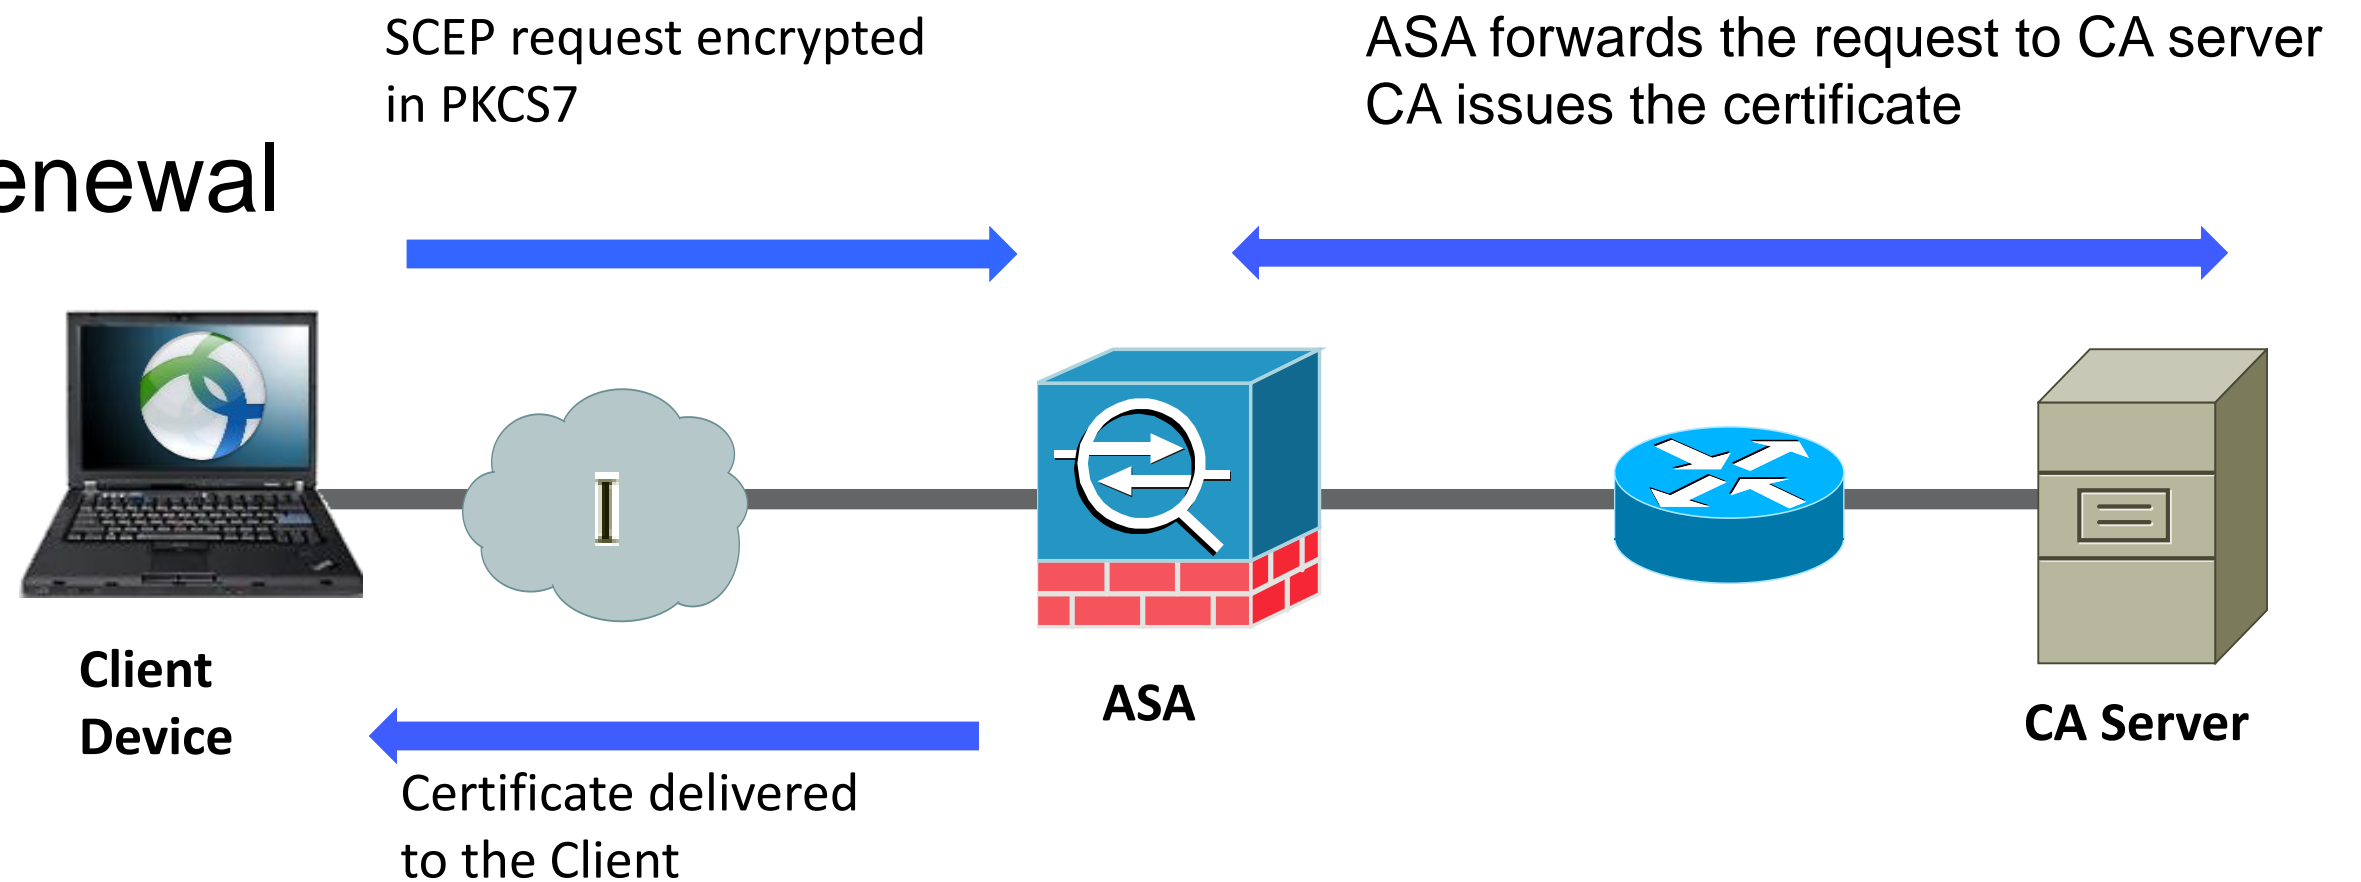 SCEP request encrypted
in PKCS7
ASA forwards the request to CA server
CA issues the certificate
enewal
I
Client
Device
ASA
CA Server
Certificate delivered
to the Client